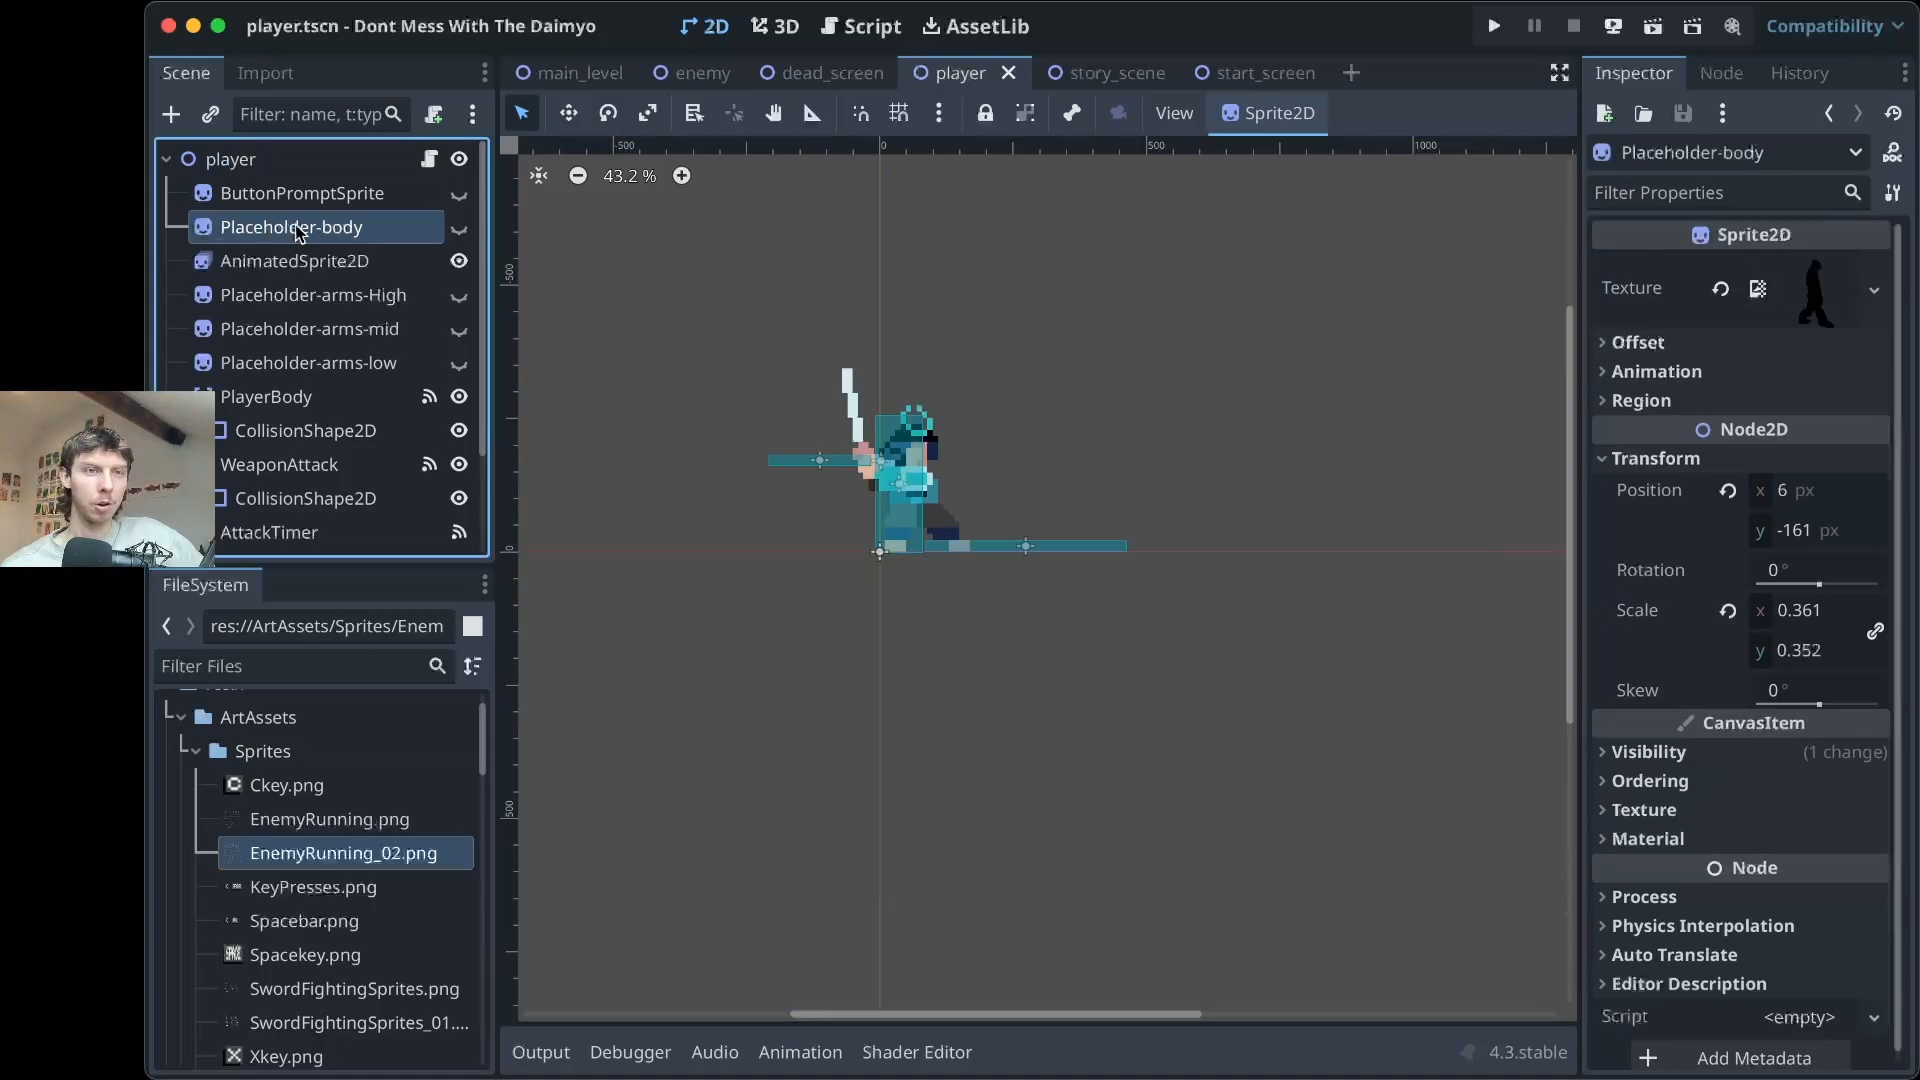 player.tscn - Dont Mess With The Daimyo
2D
3D
Script
AssetLib
Compatibility
Scene
Import
main_level
enemy
dead_screen
player
story_scene
start_screen
Inspector
Node
History
Filter: name, t:typ
View
Sprite2D
-500
0
500
1000
43.2 %
-500
0
500
player
ButtonPromptSprite
Placeholder-body
AnimatedSprite2D
Placeholder-arms-High
Placeholder-arms-mid
Placeholder-arms-low
PlayerBody
CollisionShape2D
WeaponAttack
CollisionShape2D
AttackTimer
FileSystem
res://ArtAssets/Sprites/Enem
Filter Files
ArtAssets
Sprites
Ckey.png
EnemyRunning.png
EnemyRunning_02.png
KeyPresses.png
Spacebar.png
Spacekey.png
SwordFightingSprites.png
SwordFightingSprites_01....
Xkey.png
Output
Debugger
Audio
Animation
Shader Editor
4.3.stable
Placeholder-body
Filter Properties
Sprite2D
Texture
Offset
Animation
Region
Node2D
Transform
Position
x 6 px
y -161 px
Rotation
0 °
Scale
x 0.361
y 0.352
Skew
0 °
CanvasItem
Visibility
(1 change)
Ordering
Texture
Material
Node
Process
Physics Interpolation
Auto Translate
Editor Description
Script
<empty>
Add Metadata